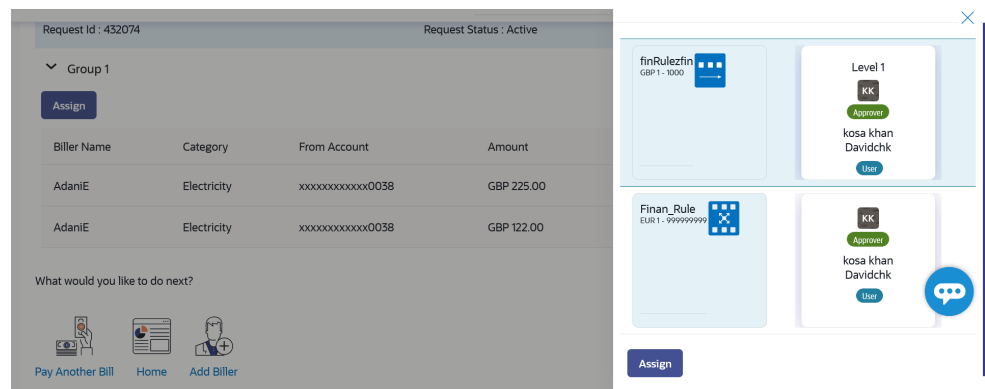 Request Id : 432074 Request Status : Active
Group 1
Assign
Biller Name Category From Account Amount
AdaniE Electricity xxxxxxxxxxxx0038 GBP 225.00
AdaniE Electricity xxxxxxxxxxxx0038 GBP 122.00
What would you like to do next?
Pay Another Bill Home Add Biller
finRulezfin
GBP 1 - 1000
Level 1
KK
Approver
kosa khan
Davidchk
User
Finan_Rule
EUR 1 - 999999999
KK
Approver
kosa khan
Davidchk
User
Assign